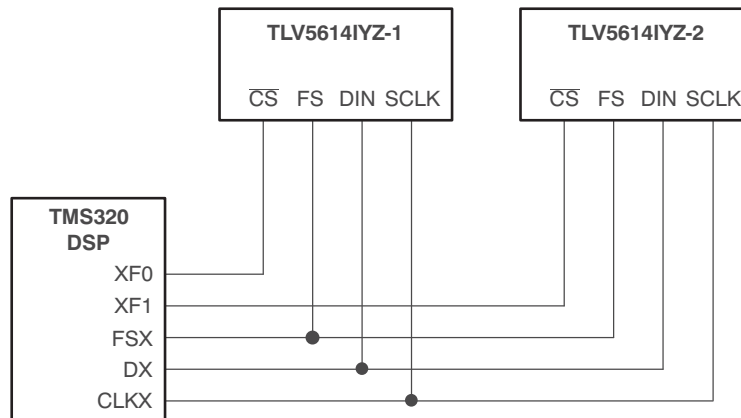 TLV5614IYZ-1
TLV5614IYZ-2
CS FS DIN SCLK
CS FS DIN SCLK
TMS320
DSP
XF0
XF1
FSX
DX
CLKX